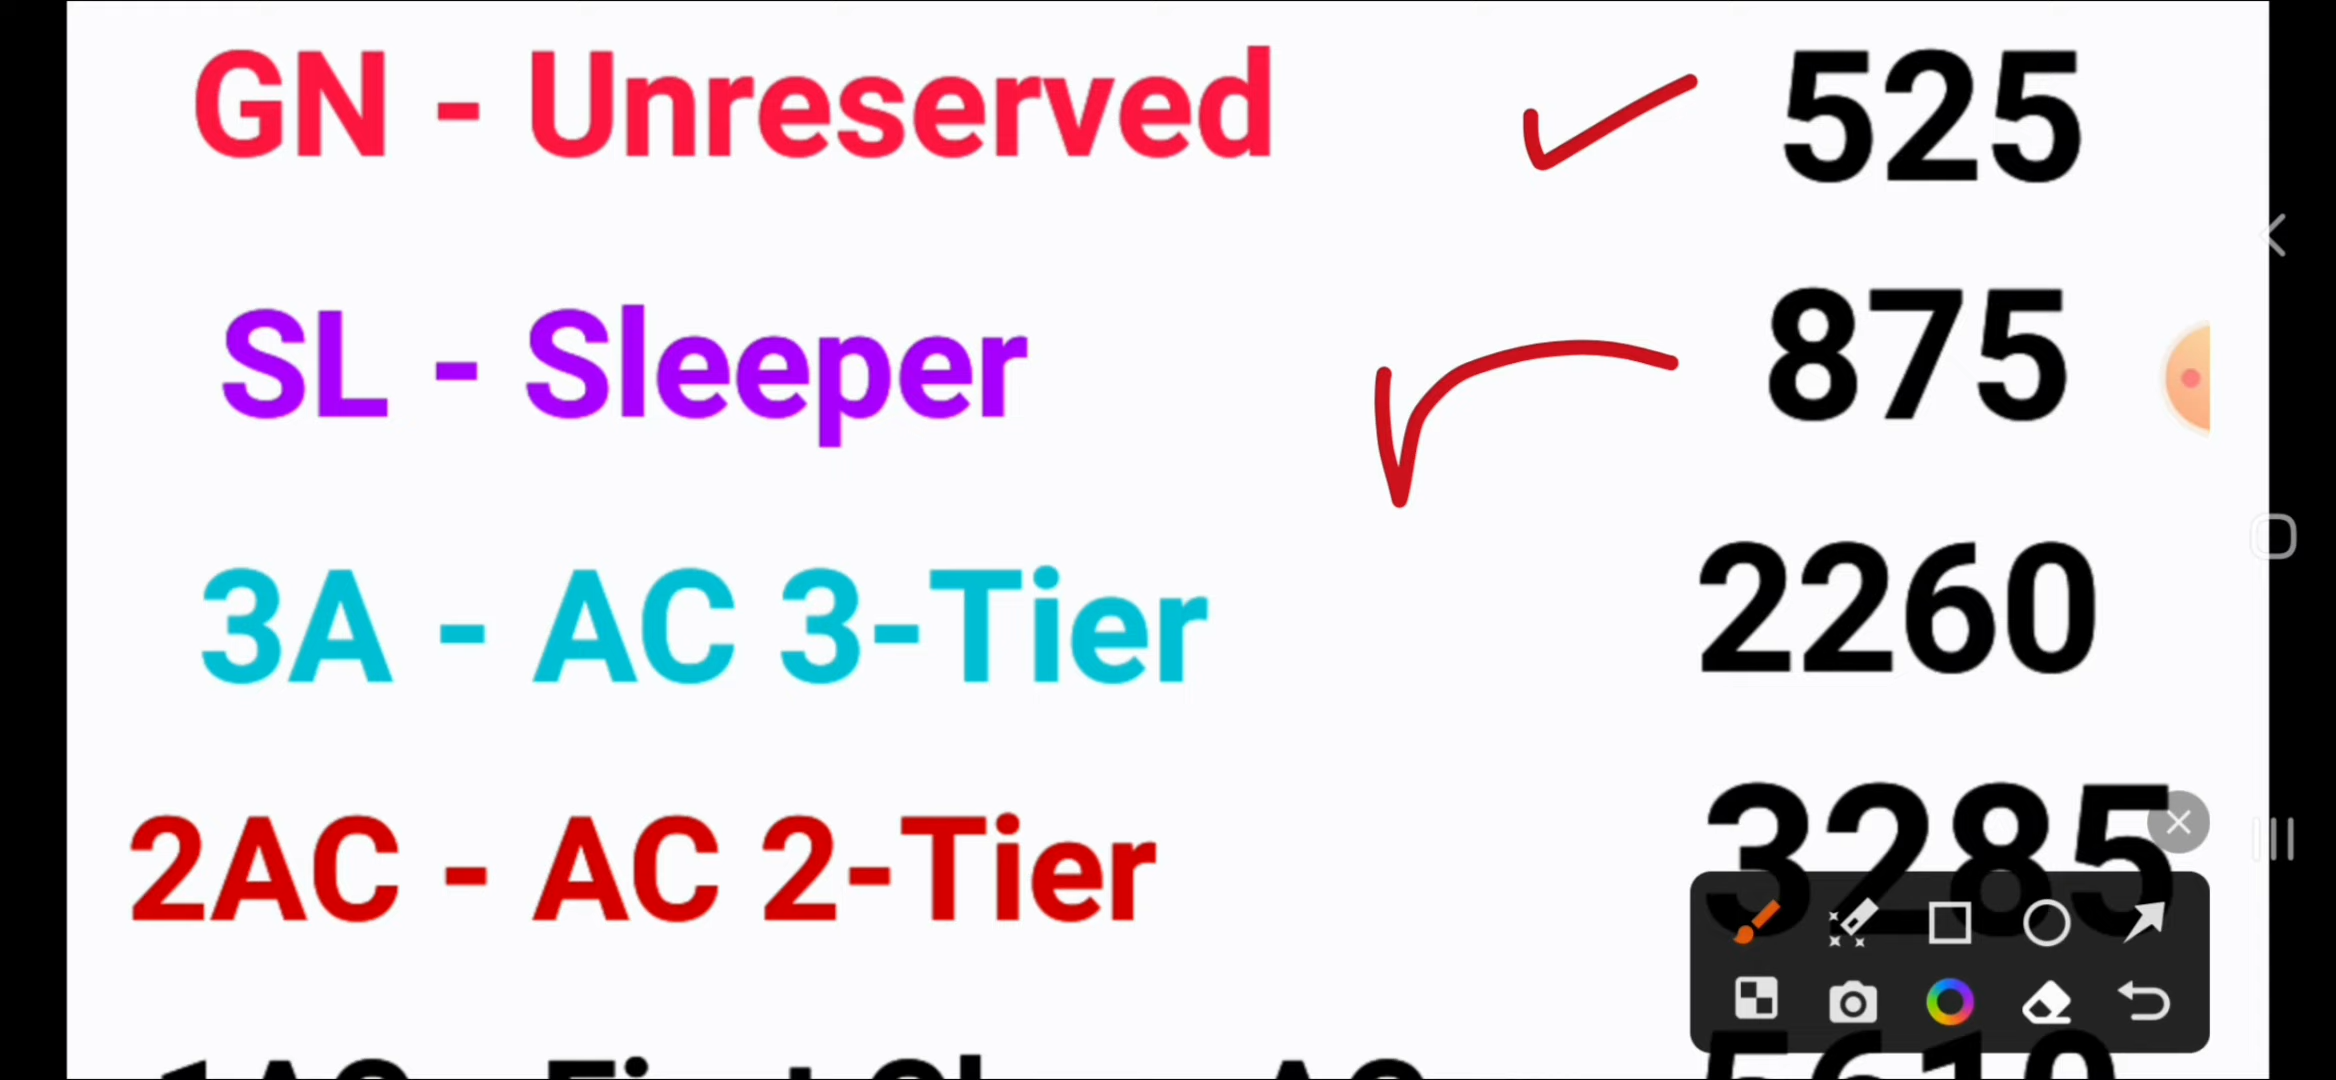 GN - Unreserved 525
SL - Sleeper 875
3A - AC 3-Tier 2260
2AC - AC 2-Tier 3285